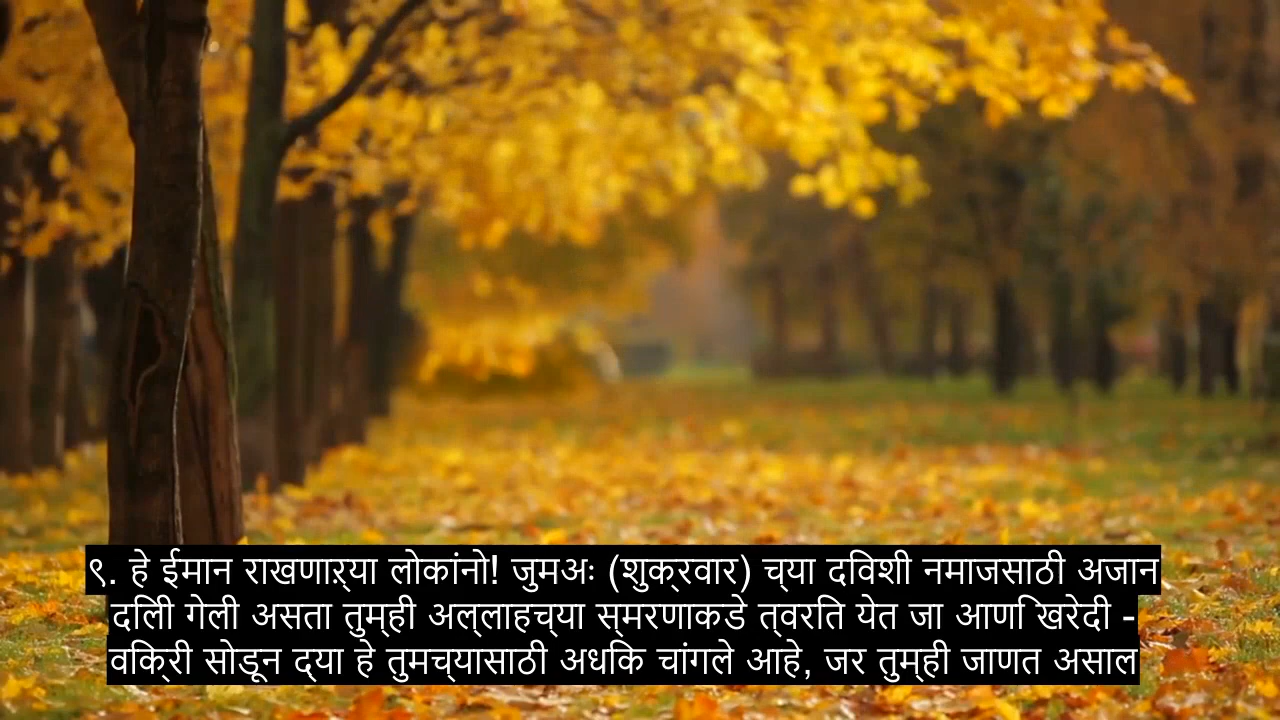 ९. हे ईमान राखणाऱ्या लोकांनो! जुमअः (शुक्रवार) च्या दिवशी नमाजसाठी अजान
दिली गेली असता तुम्ही अल्लाहच्या स्मरणाकडे त्वरित येत जा आणि खरेदी -
विक्री सोडून द्या हे तुमच्यासाठी अधिक चांगले आहे, जर तुम्ही जाणत असाल